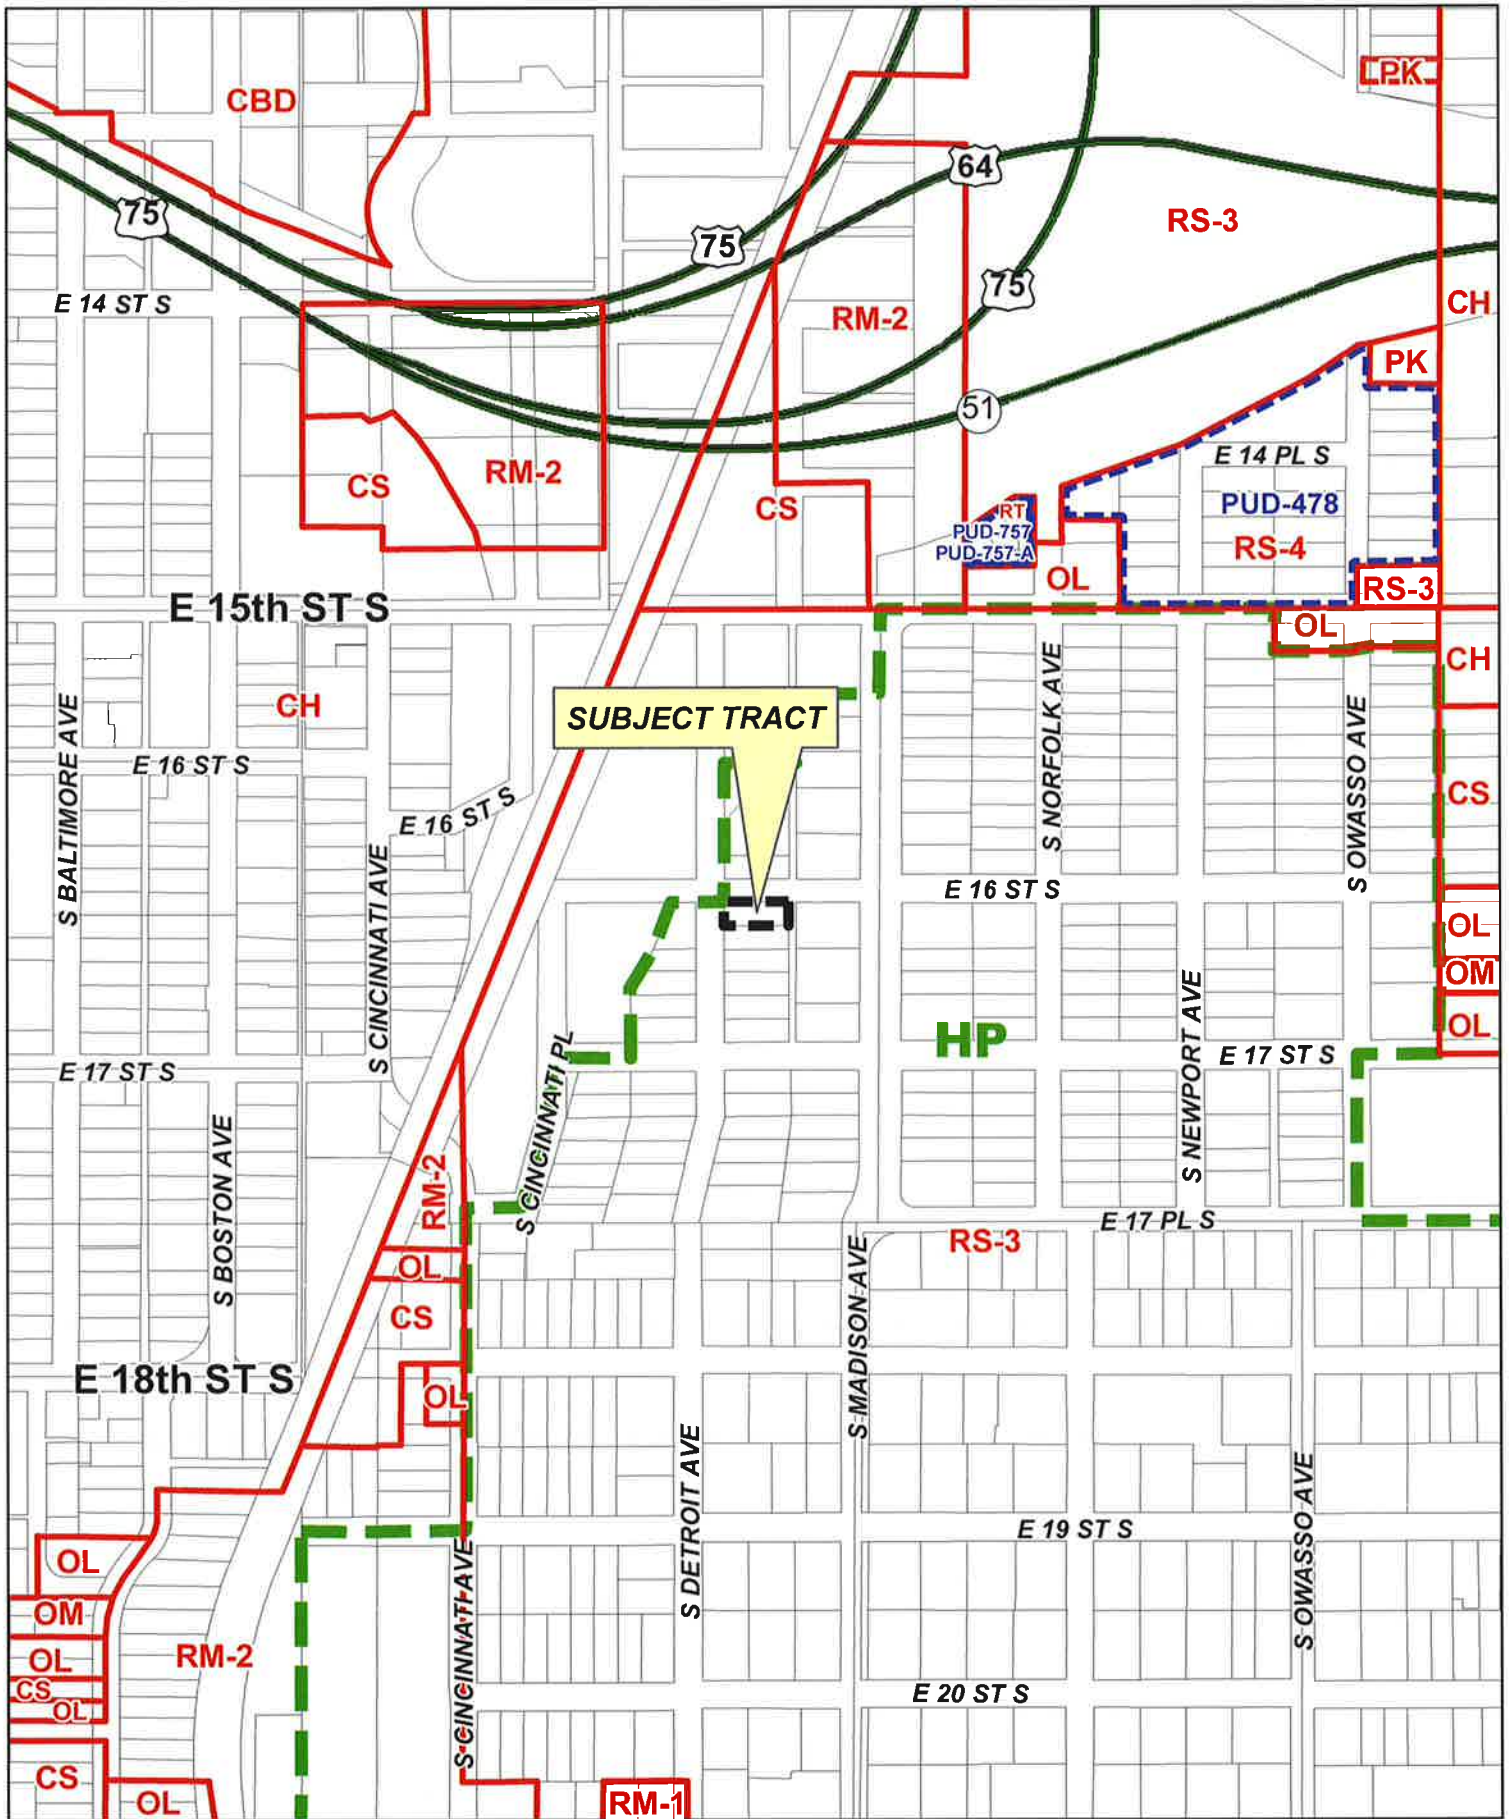 PK
CBD
64
75
75
RS-3
75
E 14 ST S
CH
RM-2
PK
51
E 14 PL S
RM-2
CS
PUD-478
CS
RT
PUD-757
PUD-757-A
RS-4
OL
RS-3
E 15th ST S
OL
CH
S NORFOLK AVE
S BALTIMORE AVE
CH
S OWASSO AVE
SUBJECT TRACT
E 16 ST S
CS
E 16 ST S
S CINCINNATI AVE
E 16 ST S
OL
OM
S NEWPORT AVE
OL
HP
E 17 ST S
E 17 ST S
S CINCINNATI PL
S BOSTON AVE
RM-2
E 17 PL S
RS-3
S MADISON AVE
OL
CS
E 18th ST S
OL
S DETROIT AVE
S OWASSO AVE
E 19 ST S
S CINCINNATI AVE
OL
OM
RM-2
OL
CS
OL
E 20 ST S
CS
OL
RM-1